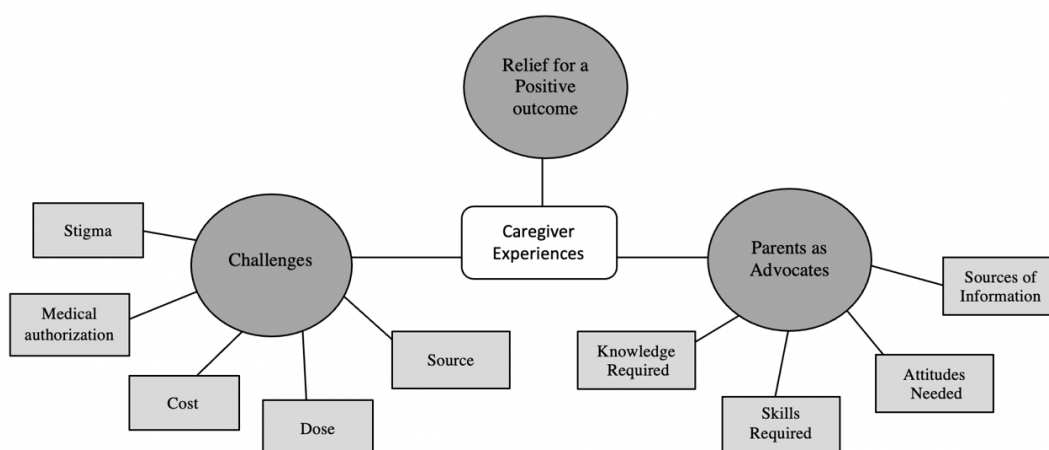 Relief for a
Positive
outcome
Caregiver
Experiences
Challenges
Stigma
Medical
authorization
Cost
Dose
Source
Parents as
Advocates
Knowledge
Required
Skills
Required
Attitudes
Needed
Sources of
Information